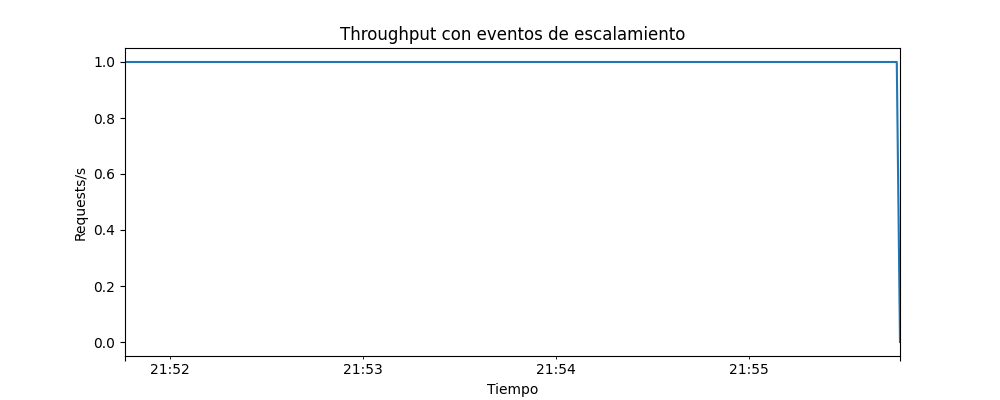 Throughput con eventos de escalamiento
1.0
0.8
0.6
0.4
0.2
0.0
Requests/s
21:52 21:53 21:54 21:55
Tiempo